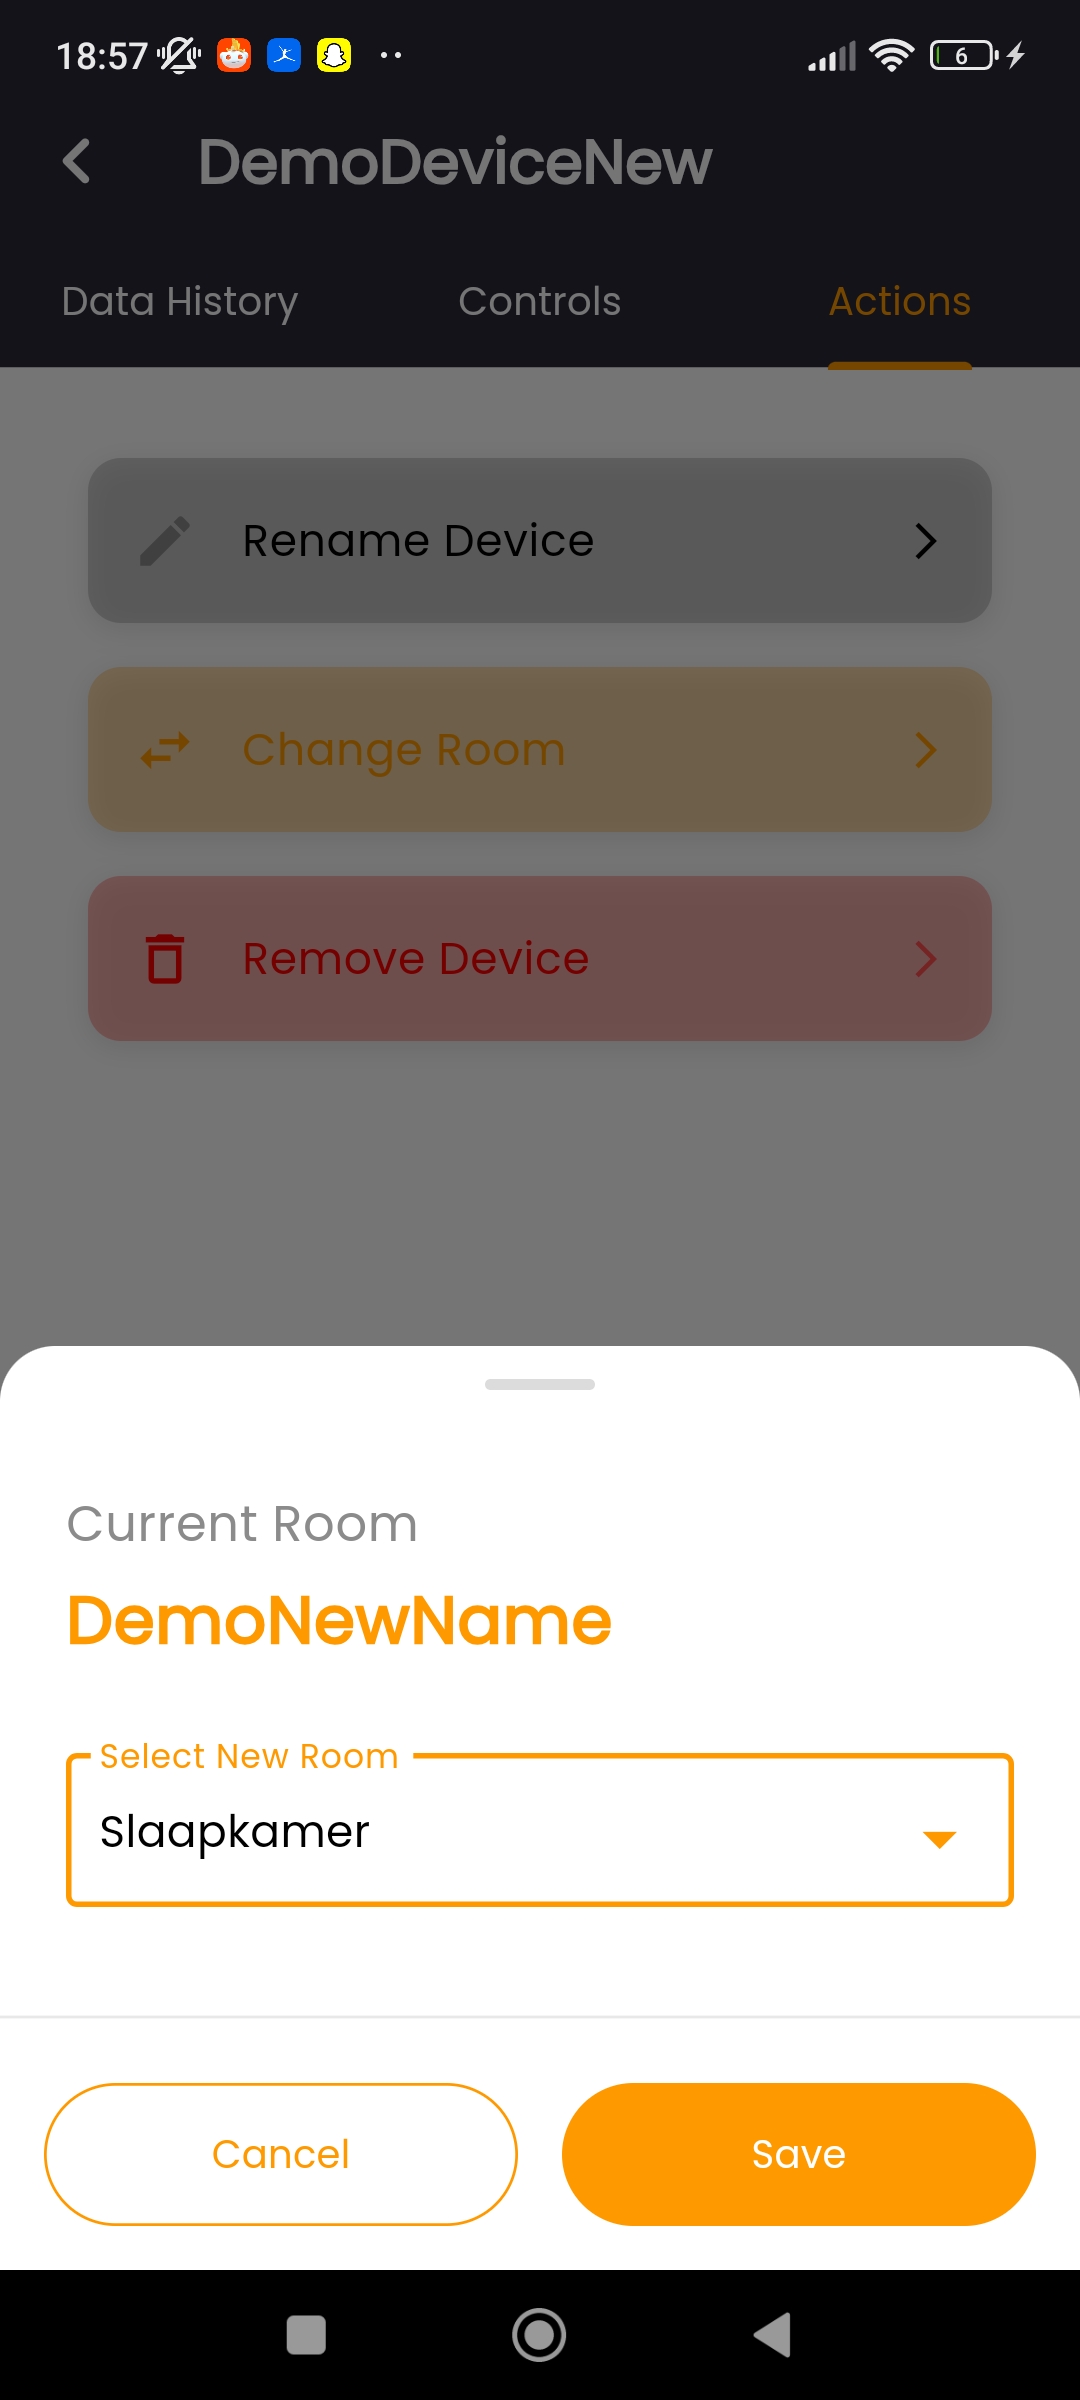 18:57
6
DemoDeviceNew
Data History Controls Actions
Rename Device
Change Room
Remove Device
Current Room
DemoNewName
Select New Room
Slaapkamer
Cancel Save